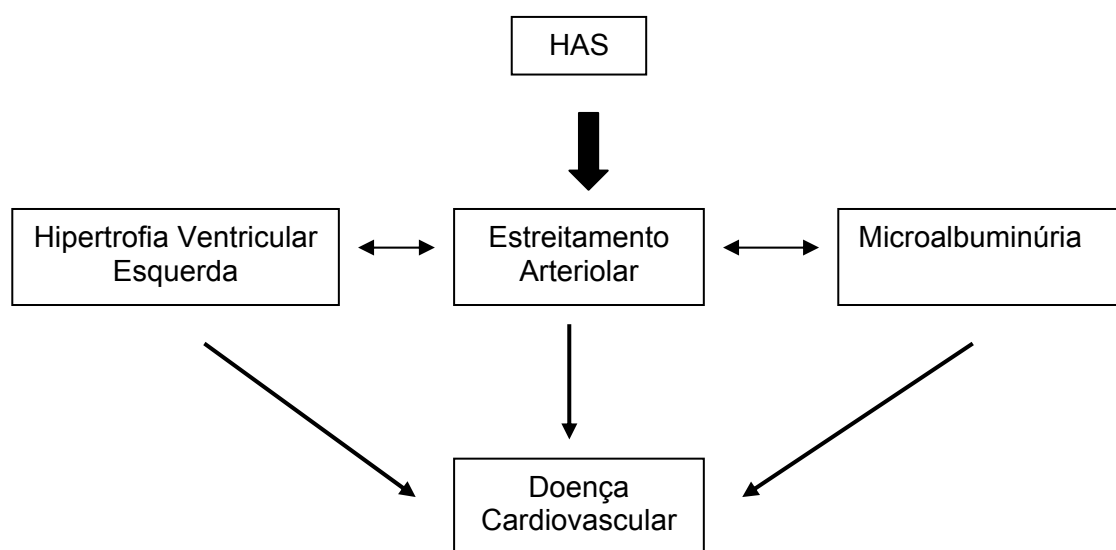 HAS
Hipertrofia Ventricular
Esquerda
Estreitamento
Arteriolar
Microalbuminúria
Doença
Cardiovascular